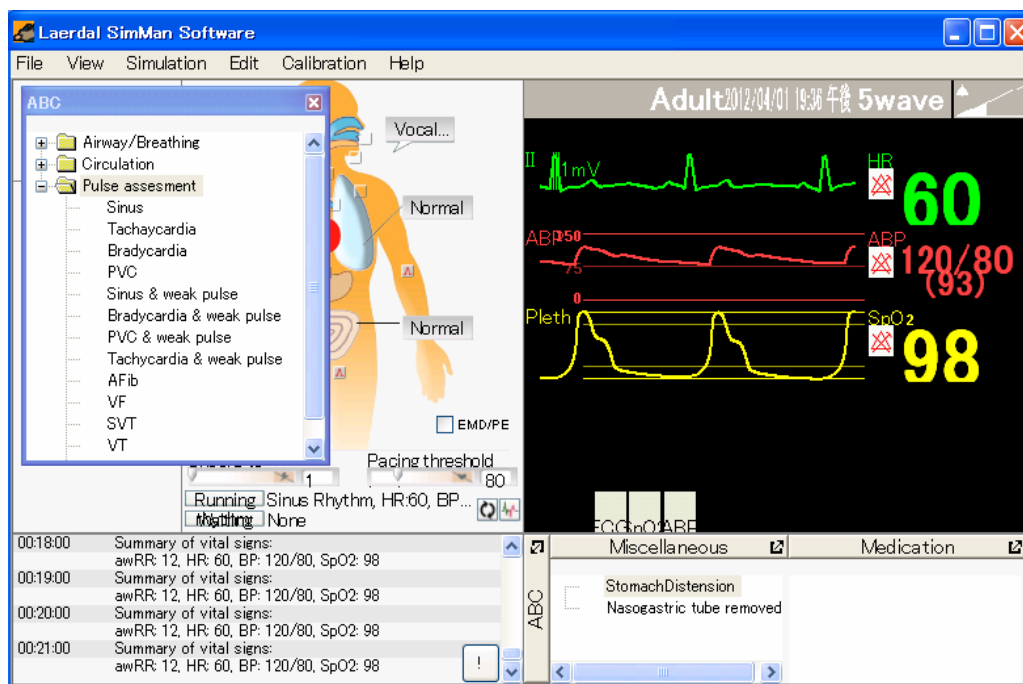 Laerdal SimMan Software
File View Simulation Edit Calibration Help
ABC
Airway/Breathing
Circulation
Pulse assesment
Sinus
Tachaycardia
Bradycardia
PVC
Sinus & weak pulse
Bradycardia & weak pulse
PVC & weak pulse
Tachycardia & weak pulse
AFib
VF
SVT
VT
Vocal...
Normal
Normal
EMD/PE
Pacing threshold
1
80
Running Sinus Rhythm, HR:60, BP...
None
Adult 2012/04/01 19:36 午後 5wave
II 1mV
HR
60
ABP 150
75
0
ABP
120/80
(93)
Pleth
SpO2
98
ECG SpO2 ABP
00:18:00 Summary of vital signs:
awRR: 12, HR: 60, BP: 120/80, SpO2: 98
00:19:00 Summary of vital signs:
awRR: 12, HR: 60, BP: 120/80, SpO2: 98
00:20:00 Summary of vital signs:
awRR: 12, HR: 60, BP: 120/80, SpO2: 98
00:21:00 Summary of vital signs:
awRR: 12, HR: 60, BP: 120/80, SpO2: 98
!
ABC
Miscellaneous
StomachDistension
Nasogastric tube removed
Medication